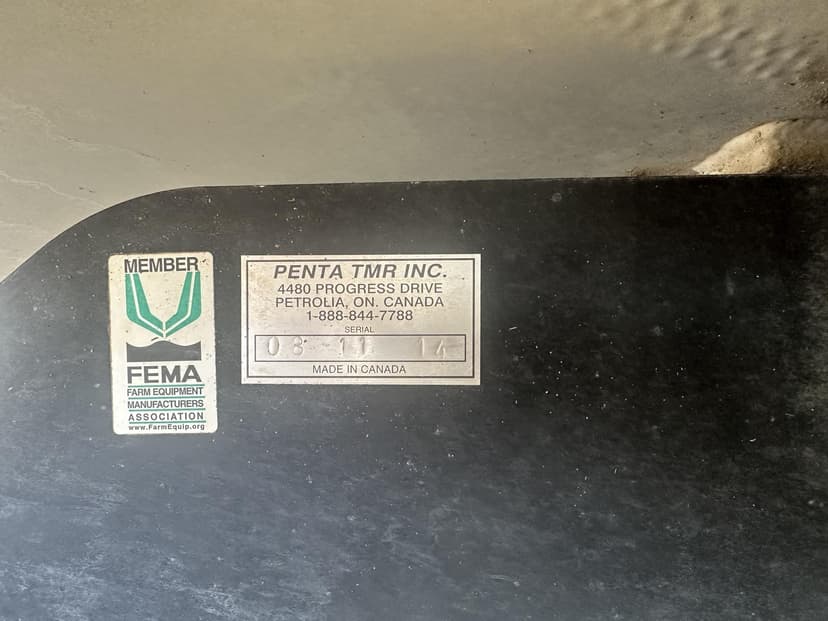 MEMBER
FEMA
FARM EQUIPMENT
MANUFACTURERS
ASSOCIATION
www.FarmEquip.org
PENTA TMR INC.
4480 PROGRESS DRIVE
PETROLIA, ON. CANADA
1-888-844-7788
SERIAL
08 11 14
MADE IN CANADA